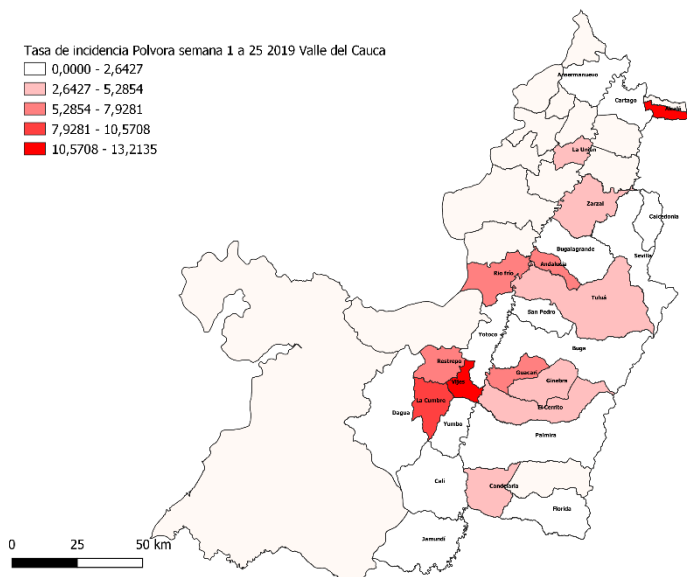 Tasa de incidencia Polvora semana 1 a 25 2019 Valle del Cauca
0,0000 - 2,6427
2,6427 - 5,2854
5,2854 - 7,9281
7,9281 - 10,5708
10,5708 - 13,2135
Ansermanuevo
Cartago
La Union
Zarzal
Caicedonia
Bugalagrande
Sevilla
Andalucia
Rio frio
Tuluá
San Pedro
Yotoco
Buga
Restrepo
Guacari
Vijes
Ginebra
La Cumbre
El Cerrito
Dagua
Yumbo
Palmira
Cali
Candelaria
Florida
Jamundí
0 25 50 km